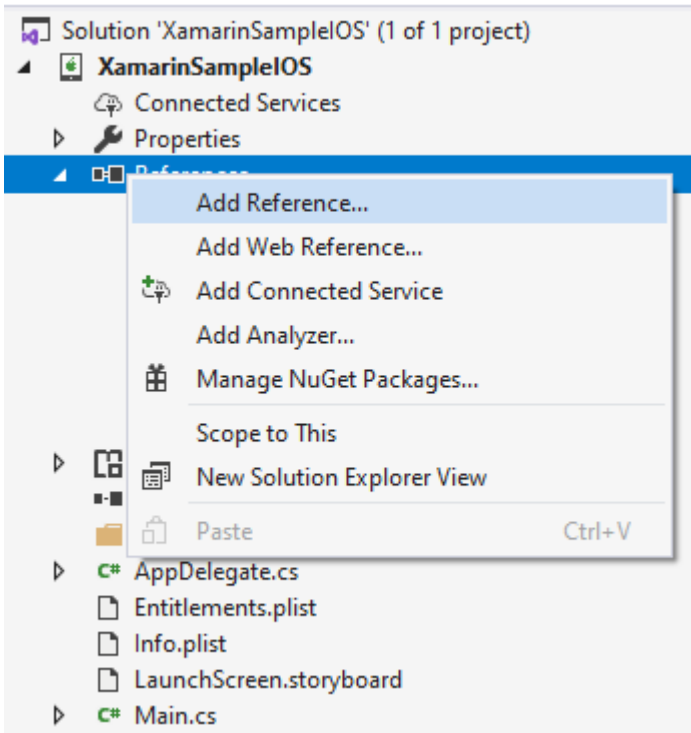 Solution 'XamarinSampleIOS' (1 of 1 project)
XamarinSampleIOS
Connected Services
Properties
References
Add Reference...
Add Web Reference...
Add Connected Service
Add Analyzer...
Manage NuGet Packages...
Scope to This
New Solution Explorer View
Paste Ctrl+V
C# AppDelegate.cs
Entitlements.plist
Info.plist
LaunchScreen.storyboard
C# Main.cs